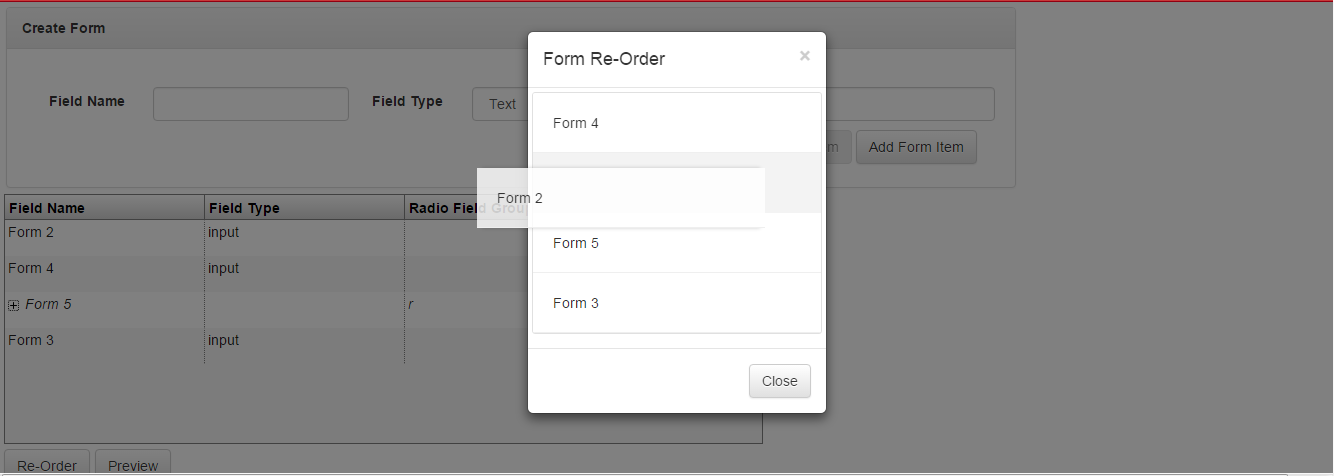 Create Form
Form Re-Order ×
Field Name Field Type Text
Form 4
m Add Form Item
Form 2
Field Name Field Type Radio Field Grou
Form 2 input
Form 5
Form 4 input
Form 5 r
Form 3
Form 3 input
Close
Re-Order Preview